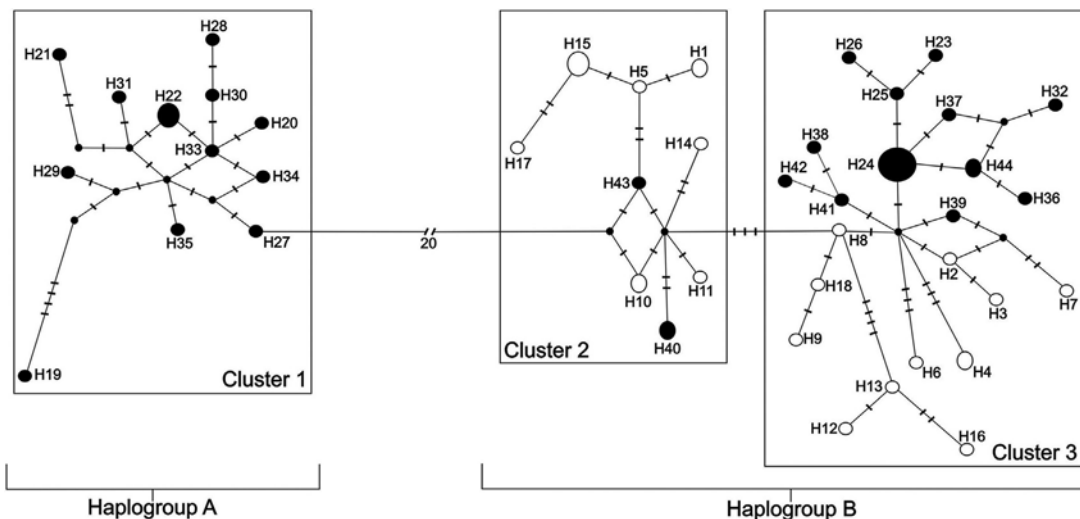 H21
H31
H22
H28
H30
H20
H33
H29
H34
H35
H27
H19
Cluster 1
20
H15
H5
H1
H17
H14
H43
H10
H11
H40
Cluster 2
H26
H23
H25
H37
H32
H38
H24
H44
H42
H41
H36
H39
H8
H2
H18
H3
H7
H9
H6
H4
H13
H12
H16
Cluster 3
Haplogroup A
Haplogroup B